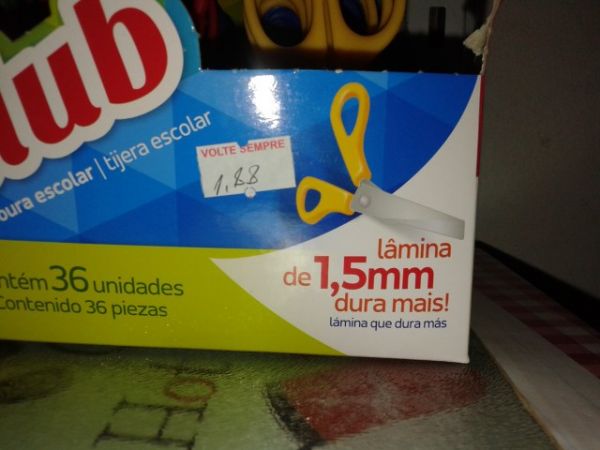 lub
oura escolar | tijera escolar
VOLTE SEMPRE
1,88
ntém 36 unidades
Contenido 36 piezas
lâmina
de 1,5mm
dura mais!
lámina que dura más
Ho
H